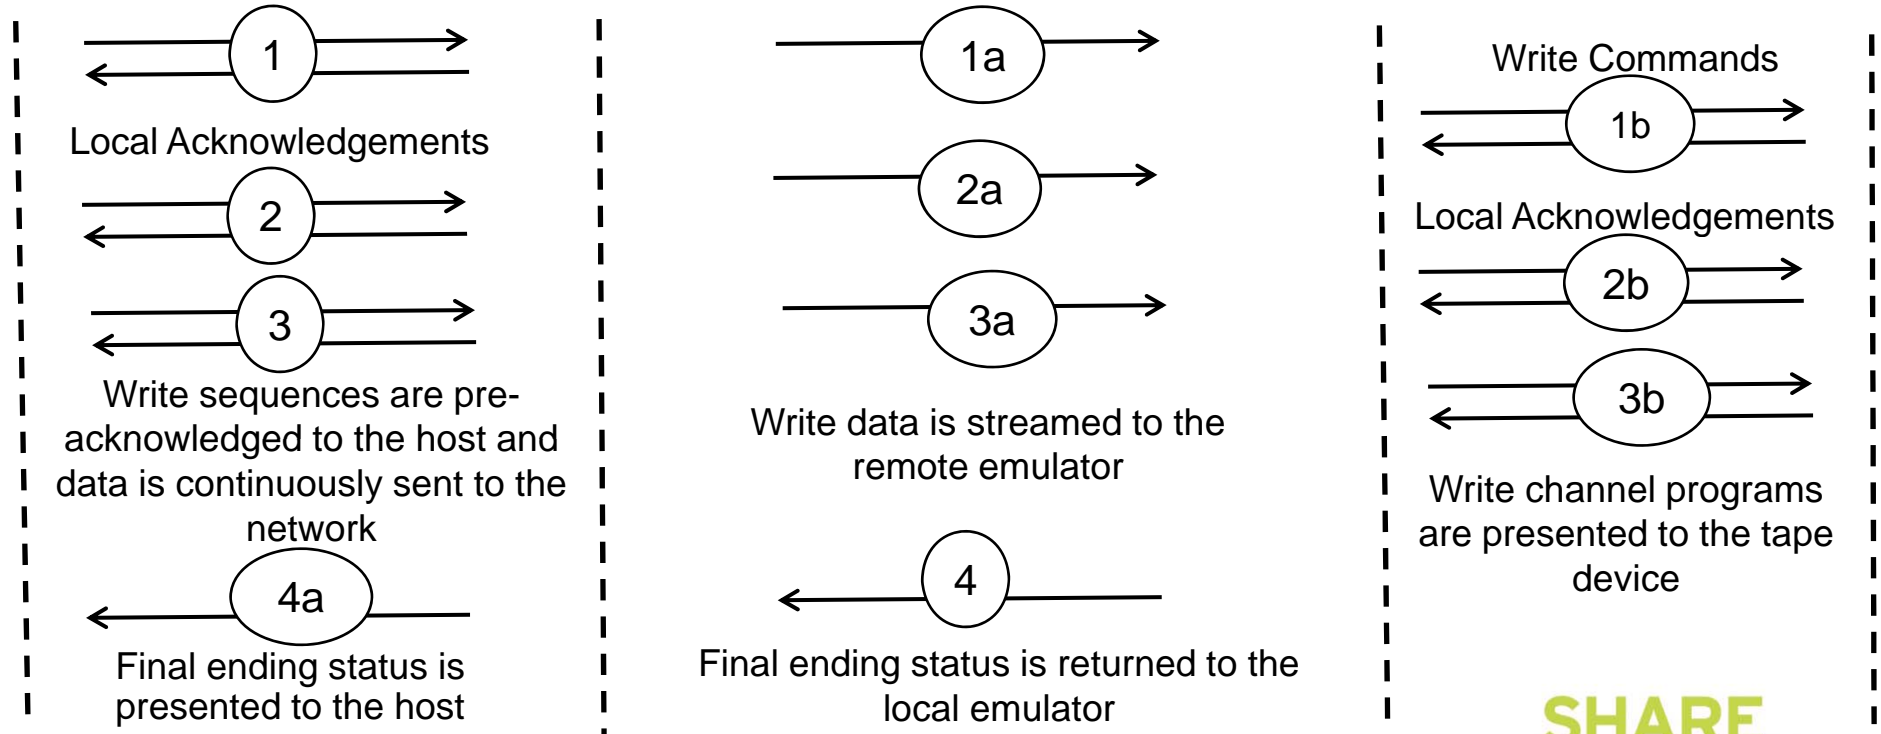 1
Local Acknowledgements
2
3
Write sequences are pre-
acknowledged to the host and
data is continuously sent to the
network
4a
Final ending status is
presented to the host
1a
2a
3a
Write data is streamed to the
remote emulator
4
Final ending status is returned to the
local emulator
Write Commands
1b
Local Acknowledgements
2b
3b
Write channel programs
are presented to the tape
device
SHARE